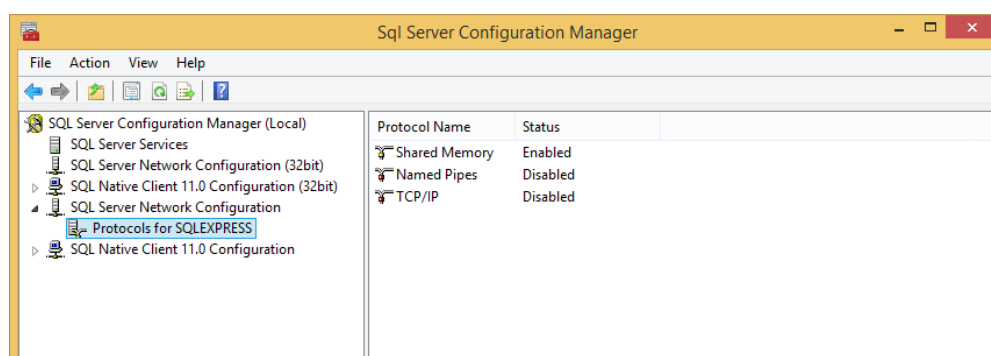 Sql Server Configuration Manager
File Action View Help
SQL Server Configuration Manager (Local)
SQL Server Services
SQL Server Network Configuration (32bit)
SQL Native Client 11.0 Configuration (32bit)
SQL Server Network Configuration
Protocols for SQLEXPRESS
SQL Native Client 11.0 Configuration
Protocol Name Status
Shared Memory Enabled
Named Pipes Disabled
TCP/IP Disabled